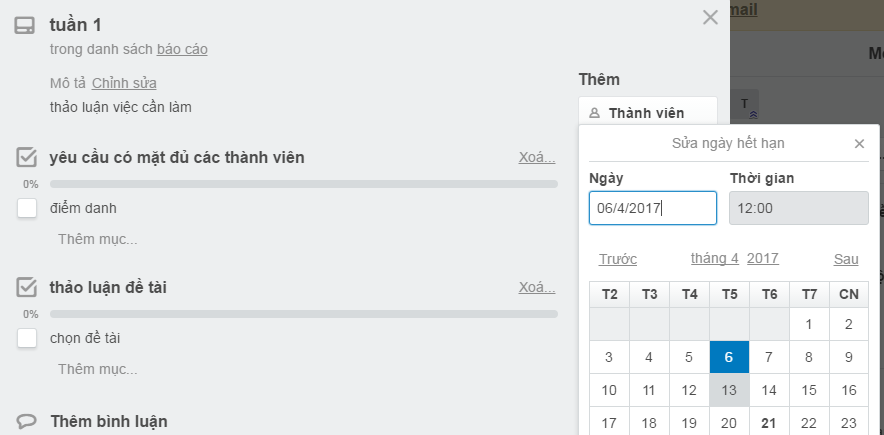 tuần 1
trong danh sách báo cáo
Mô tả Chỉnh sửa
thảo luận việc cần làm
yêu cầu có mặt đủ các thành viên Xoá...
0%
điểm danh
Thêm mục...
thảo luận đề tài Xoá...
0%
chọn đề tài
Thêm mục...
Thêm bình luận
Thêm
Thành viên
Sửa ngày hết hạn
Ngày Thời gian
06/4/2017 12:00
Trước tháng 4 2017 Sau
T2 T3 T4 T5 T6 T7 CN
1 2
3 4 5 6 7 8 9
10 11 12 13 14 15 16
17 18 19 20 21 22 23
mail
T